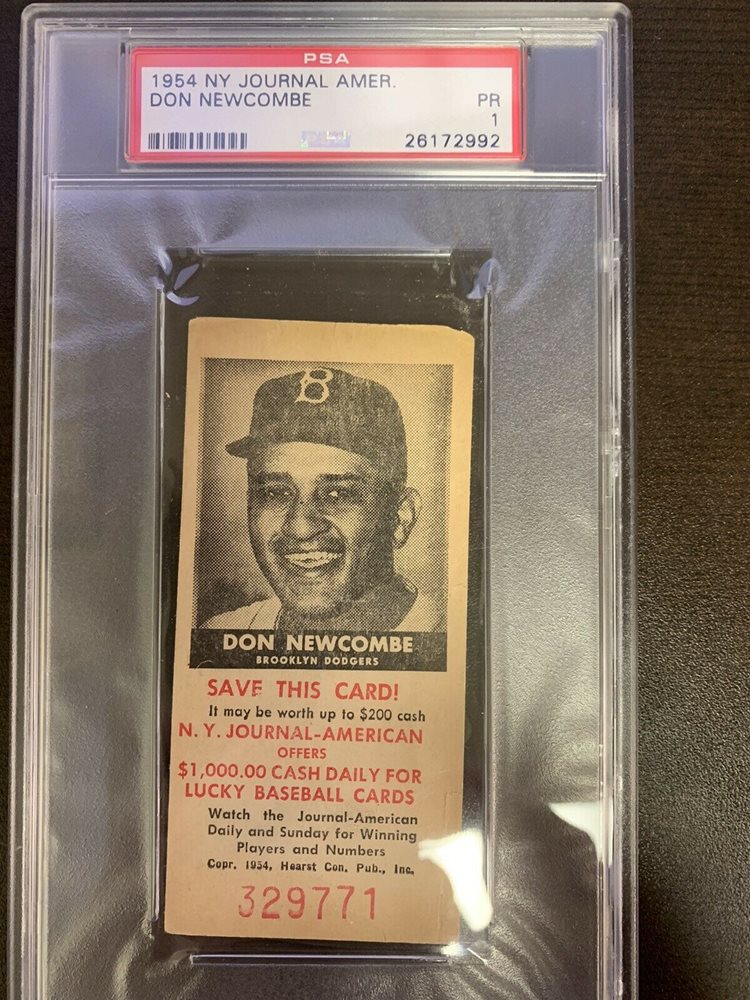 PSA
1954 NY JOURNAL AMER.
DON NEWCOMBE PR
1
26172992
B
DON NEWCOMBE
BROOKLYN DODGERS
SAVE THIS CARD!
It may be worth up to $200 cash
N. Y. JOURNAL-AMERICAN
OFFERS
$1,000.00 CASH DAILY FOR
LUCKY BASEBALL CARDS
Watch the Journal-American
Daily and Sunday for Winning
Players and Numbers
Copr. 1954, Hearst Con. Pub., Inc.
329771